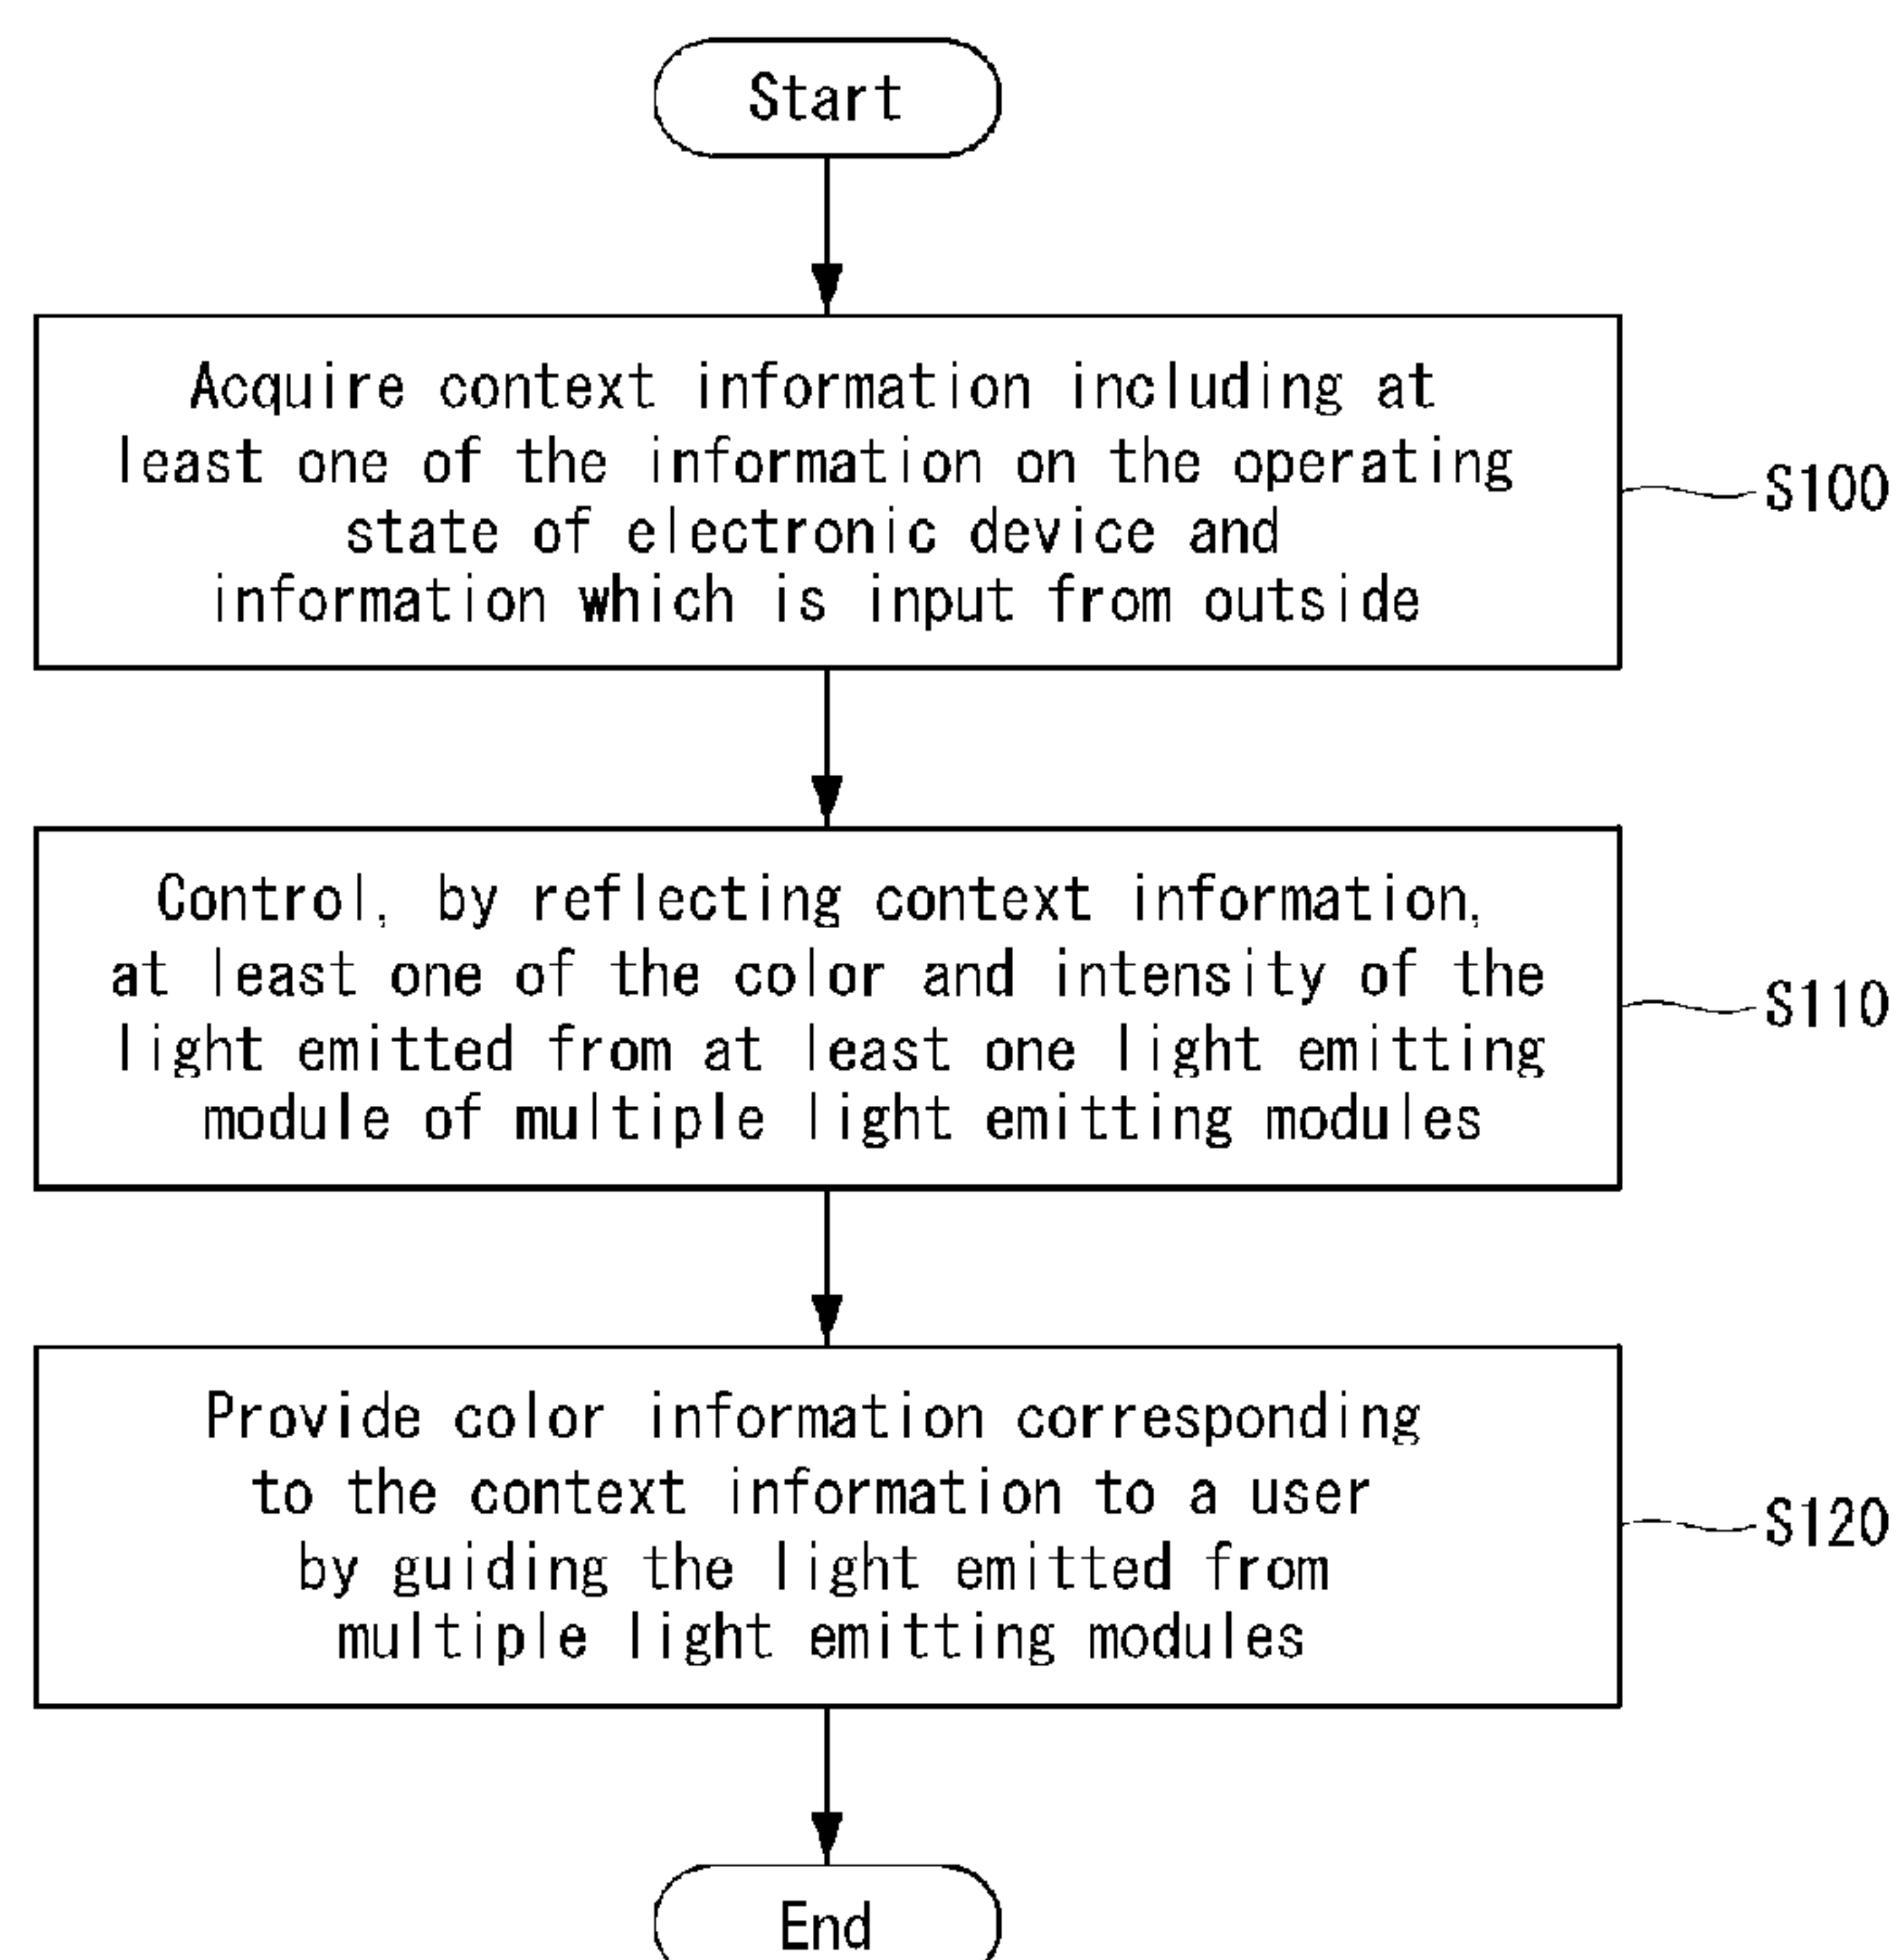 Start
Acquire context information including at
least one of the information on the operating
state of electronic device and
information which is input from outside
S100
Control, by reflecting context information,
at least one of the color and intensity of the
light emitted from at least one light emitting
module of multiple light emitting modules
S110
Provide color information corresponding
to the context information to a user
by guiding the light emitted from
multiple light emitting modules
S120
End